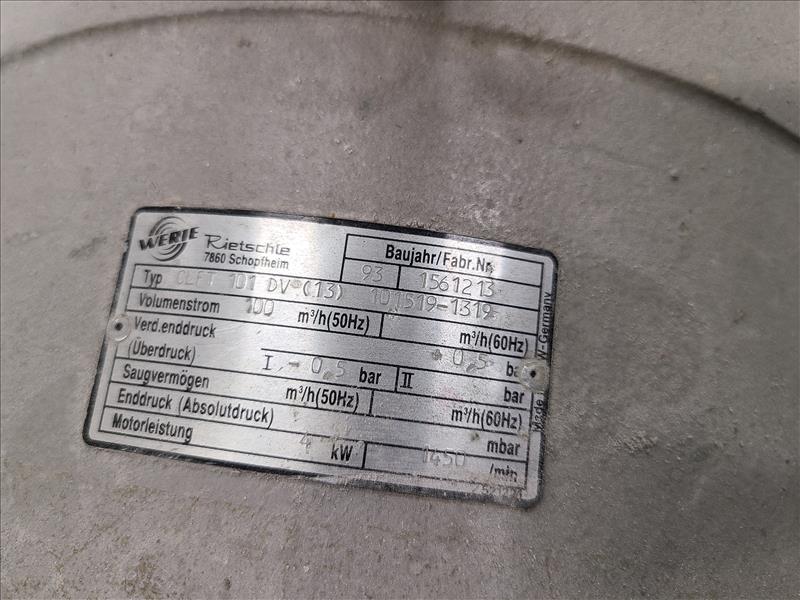 WERIE Rietschle
7860 Schopfheim
Baujahr/Fabr.Nr.
93 1561213
Typ CLFT 101 DV (13) 101519-1319
Volumenstrom 100 m³/h(50Hz) m³/h(60Hz)
Verd.enddruck
(Überdruck) I - 0,5 bar II + 0,5 bar
bar
Saugvermögen m³/h(50Hz) m³/h(60Hz)
Enddruck (Absolutdruck) mbar
Motorleistung 4 kW 1450 /min
Made W-Germany